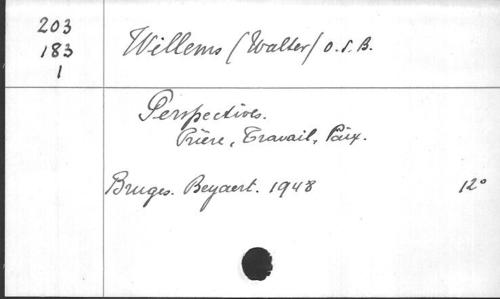 203
183
1
Willems (Walter) O.S.B.
Perspectives.
Prière, Travail, Paix.
Bruges. Beyaert. 1948 12°